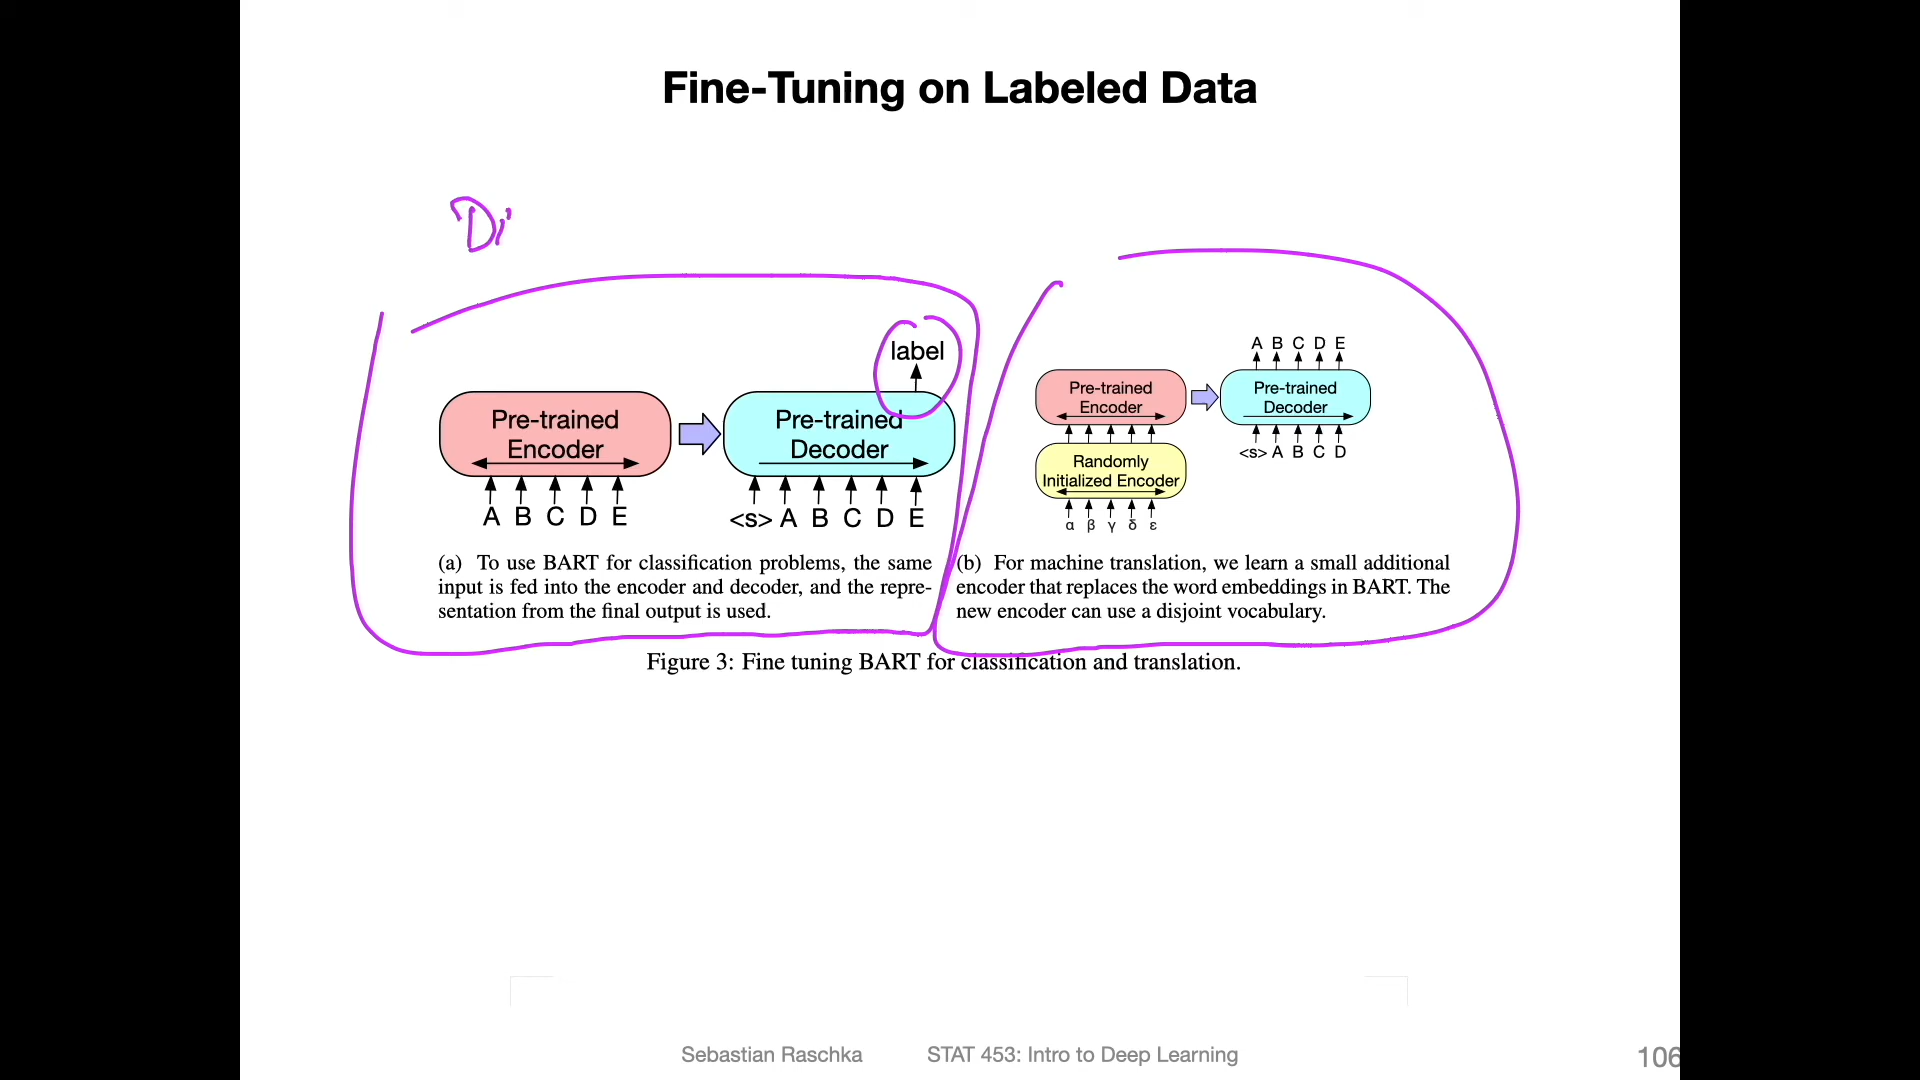 Fine-Tuning on Labeled Data
Di
label
Pre-trained
Encoder
Pre-trained
Decoder
A B C D E
<s> A B C D E
(a) To use BART for classification problems, the same
input is fed into the encoder and decoder, and the repre-
sentation from the final output is used.
A B C D E
Pre-trained
Encoder
Pre-trained
Decoder
<s> A B C D
Randomly
Initialized Encoder
α β γ δ ε
(b) For machine translation, we learn a small additional
encoder that replaces the word embeddings in BART. The
new encoder can use a disjoint vocabulary.
Figure 3: Fine tuning BART for classification and translation.
Sebastian Raschka STAT 453: Intro to Deep Learning 106